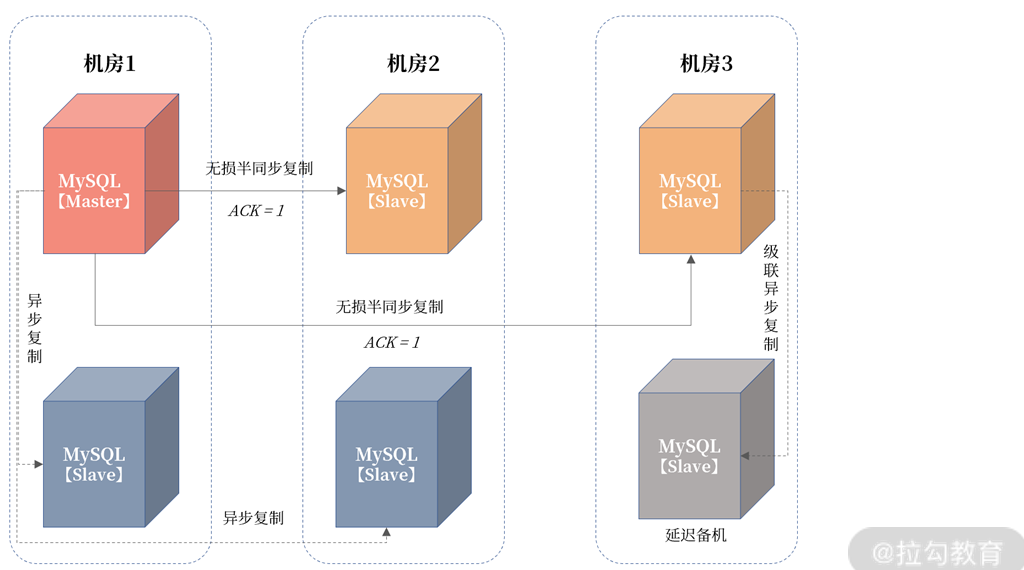 机房1
机房2
机房3
MySQL
【Master】
无损半同步复制
ACK = 1
MySQL
【Slave】
MySQL
【Slave】
异步复制
无损半同步复制
ACK = 1
级联异步复制
MySQL
【Slave】
MySQL
【Slave】
MySQL
【Slave】
异步复制
延迟备机
@拉勾教育